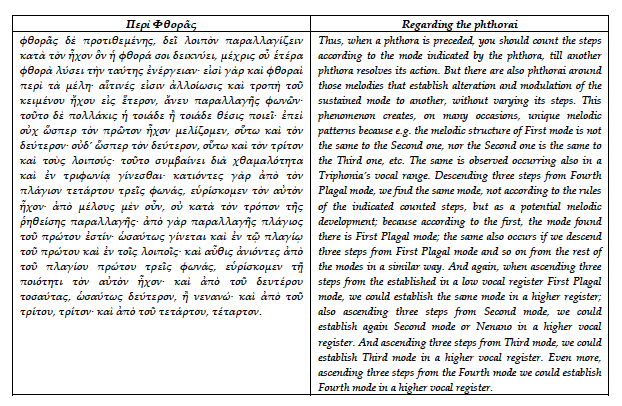 Περὶ Φθορᾶς
φθορᾶς δὲ προτιθεμένης, δεῖ λοιπὸν παραλλαγίζειν
κατὰ τὸν ἦχον ὃν ἡ φθορά σοι δεικνύει, μέχρις οὗ ἑτέρα
φθορὰ λύσει τὴν ταύτης ἐνέργειαν· εἰσὶ γὰρ καὶ φθοραὶ
περὶ τὰ μέλη· αἵτινές εἰσιν ἀλλοίωσις καὶ τροπὴ τοῦ
κειμένου ἤχου εἰς ἕτερον, ἄνευ παραλλαγῆς φωνῶν·
τοῦτο δὲ πολλάκις ἡ τοιάδε ἢ τοιάδε θέσις ποιεῖ· ἐπεὶ
οὐχ ὥσπερ τὸν πρῶτον ἦχον μελίζομεν, οὕτω καὶ τὸν
δεύτερον· οὐδ’ ὥσπερ τὸν δεύτερον, οὕτω καὶ τὸν τρίτον
καὶ τοὺς λοιπούς· τοῦτο συμβαίνει διὰ χθαμαλότητα
καὶ ἐν τριφωνίᾳ γίνεσθαι· κατιόντες γὰρ ἀπὸ τὸν
πλάγιον τετάρτου τρεῖς φωνάς, εὑρίσκομεν τὸν αὐτὸν
ἦχον· ἀπὸ μέλους μὲν οὖν, οὐ κατὰ τὸν τρόπον τῆς
ῥηθείσης παραλλαγῆς· ἀπὸ γὰρ παραλλαγῆς πλάγιος
τοῦ πρώτου ἐστίν· ὡσαύτως γίνεται καὶ ἐν τῷ πλαγίῳ
τοῦ πρώτου καὶ ἐν τοῖς λοιποῖς· καὶ αὖθις ἀνιόντες ἀπὸ
τοῦ πλαγίου πρώτου τρεῖς φωνάς, εὑρίσκομεν τῇ
ποιότητι τὸν αὐτὸν ἦχον· καὶ ἀπὸ τοῦ δευτέρου
τοσαύτας, ὡσαύτως δεύτερον, ἢ νενανώ· καὶ ἀπὸ τοῦ
τρίτου, τρίτον· καὶ ἀπὸ τοῦ τετάρτου, τέταρτον.
Regarding the phthorai
Thus, when a phthora is preceded, you should count the steps
according to the mode indicated by the phthora, till another
phthora resolves its action. But there are also phthorai around
those melodies that establish alteration and modulation of the
sustained mode to another, without varying its steps. This
phenomenon creates, on many occasions, unique melodic
patterns because e.g. the melodic structure of First mode is not
the same to the Second one, nor the Second one is the same to
the Third one, etc. The same is observed occurring also in a
Triphonia's vocal range. Descending three steps from Fourth
Plagal mode, we find the same mode, not according to the rules
of the indicated counted steps, but as a potential melodic
development; because according to the first, the mode found
there is First Plagal mode; the same also occurs if we descend
three steps from First Plagal mode and so on from the rest of
the modes in a similar way. And again, when ascending three
steps from the established in a low vocal register First Plagal
mode, we could establish the same mode in a higher register;
also ascending three steps from Second mode, we could
establish again Second mode or Nenano in a higher vocal
register. And ascending three steps from Third mode, we could
establish Third mode in a higher vocal register. Even more,
ascending three steps from the Fourth mode we could establish
Fourth mode in a higher vocal register.